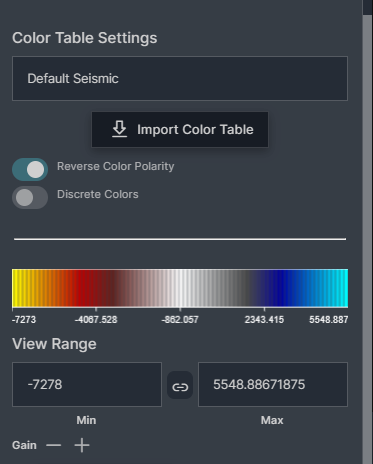 Color Table Settings
Default Seismic
Import Color Table
Reverse Color Polarity
Discrete Colors
-7273 -4067.528 -862.057 2343.415 5548.887
View Range
-7278 5548.88671875
Min Max
Gain